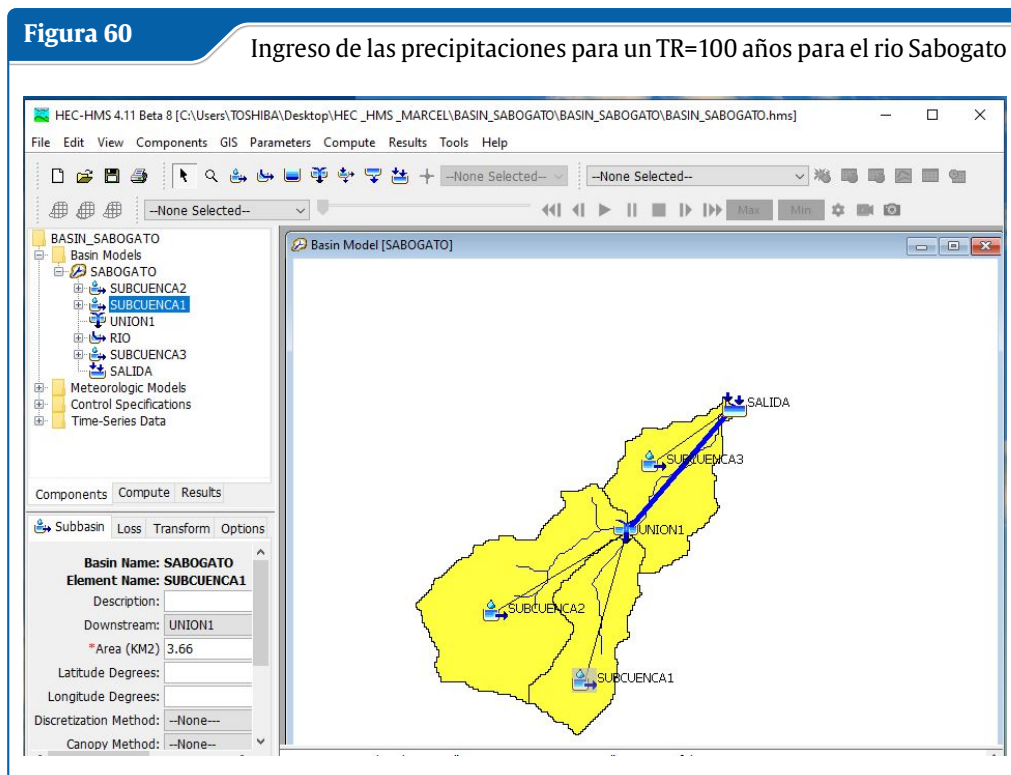 Figura 60
Ingreso de las precipitaciones para un TR=100 años para el rio Sabogato
HEC-HMS 4.11 Beta 8 [C:\Users\TOSHIBA\Desktop\HEC _HMS _MARCEL\BASIN_SABOGATO\BASIN_SABOGATO\BASIN_SABOGATO.hms]
File Edit View Components GIS Parameters Compute Results Tools Help
--None Selected-- --None Selected--
--None Selected-- Max Min
BASIN_SABOGATO
Basin Models
SABOGATO
SUBCUENCA2
SUBCUENCA1
UNION1
RIO
SUBCUENCA3
SALIDA
Meteorologic Models
Control Specifications
Time-Series Data
Components Compute Results
Subbasin Loss Transform Options
Basin Name: SABOGATO
Element Name: SUBCUENCA1
Description:
Downstream: UNION1
*Area (KM2) 3.66
Latitude Degrees:
Longitude Degrees:
Discretization Method: --None---
Canopy Method: --None--
Basin Model [SABOGATO]
SALIDA
SUBCUENCA3
UNION1
SUBCUENCA2
SUBCUENCA1